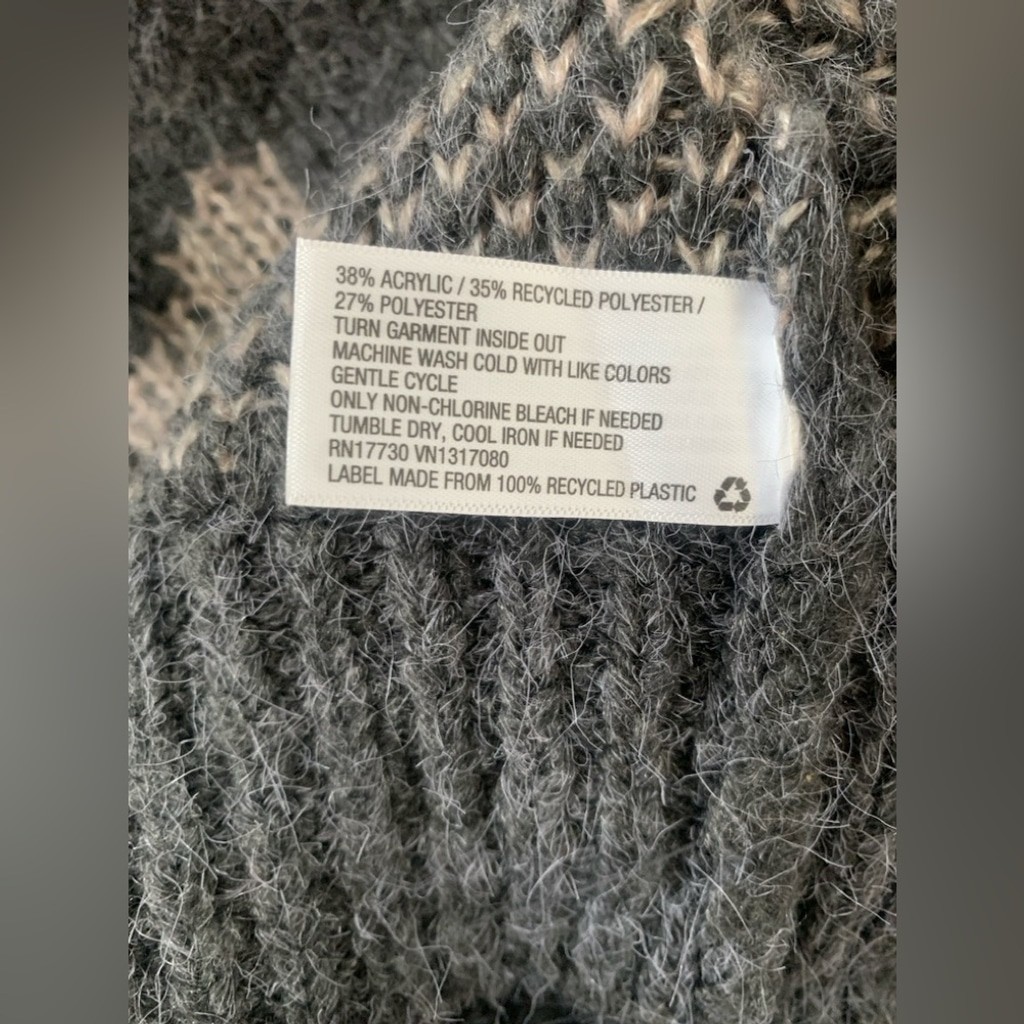 38% ACRYLIC / 35% RECYCLED POLYESTER /
27% POLYESTER
TURN GARMENT INSIDE OUT
MACHINE WASH COLD WITH LIKE COLORS
GENTLE CYCLE
ONLY NON-CHLORINE BLEACH IF NEEDED
TUMBLE DRY, COOL IRON IF NEEDED
RN17730 VN1317080
LABEL MADE FROM 100% RECYCLED PLASTIC